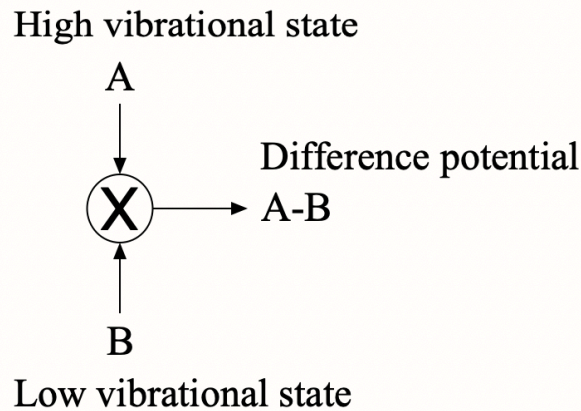 High vibrational state
A
Difference potential
X
A-B
B
Low vibrational state